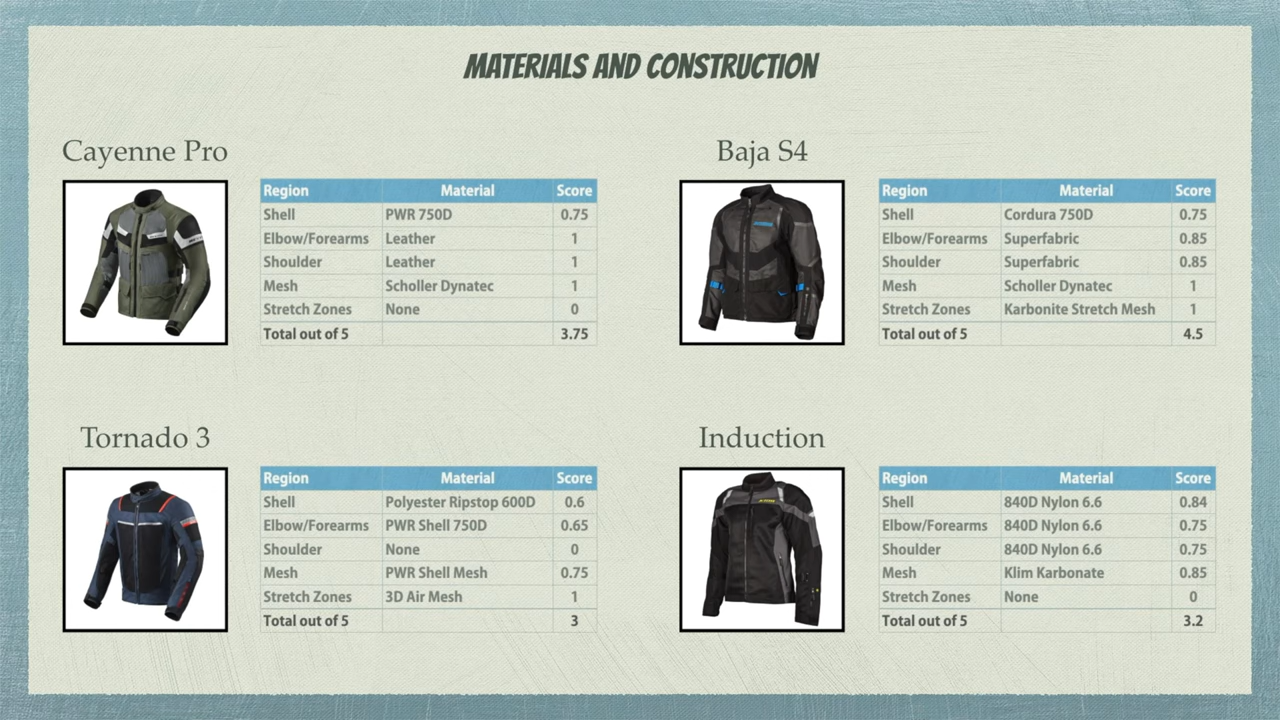 MATERIALS AND CONSTRUCTION
Cayenne Pro
Region Material Score
Shell PWR 750D 0.75
Elbow/Forearms Leather 1
Shoulder Leather 1
Mesh Scholler Dynatec 1
Stretch Zones None 0
Total out of 5 3.75
Baja S4
Region Material Score
Shell Cordura 750D 0.75
Elbow/Forearms Superfabric 0.85
Shoulder Superfabric 0.85
Mesh Scholler Dynatec 1
Stretch Zones Karbonite Stretch Mesh 1
Total out of 5 4.5
Tornado 3
Region Material Score
Shell Polyester Ripstop 600D 0.6
Elbow/Forearms PWR Shell 750D 0.65
Shoulder None 0
Mesh PWR Shell Mesh 0.75
Stretch Zones 3D Air Mesh 1
Total out of 5 3
Induction
Region Material Score
Shell 840D Nylon 6.6 0.84
Elbow/Forearms 840D Nylon 6.6 0.75
Shoulder 840D Nylon 6.6 0.75
Mesh Klim Karbonate 0.85
Stretch Zones None 0
Total out of 5 3.2